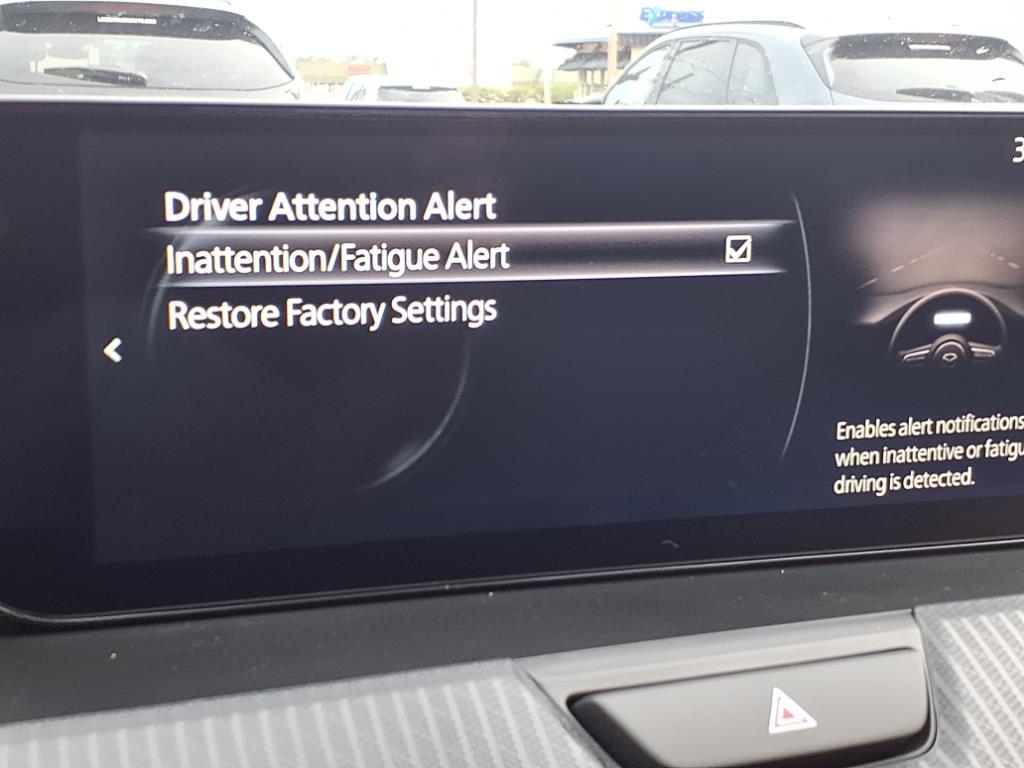 Express
3
Driver Attention Alert
Inattention/Fatigue Alert
Restore Factory Settings
Enables alert notifications
when inattentive or fatigu
driving is detected.